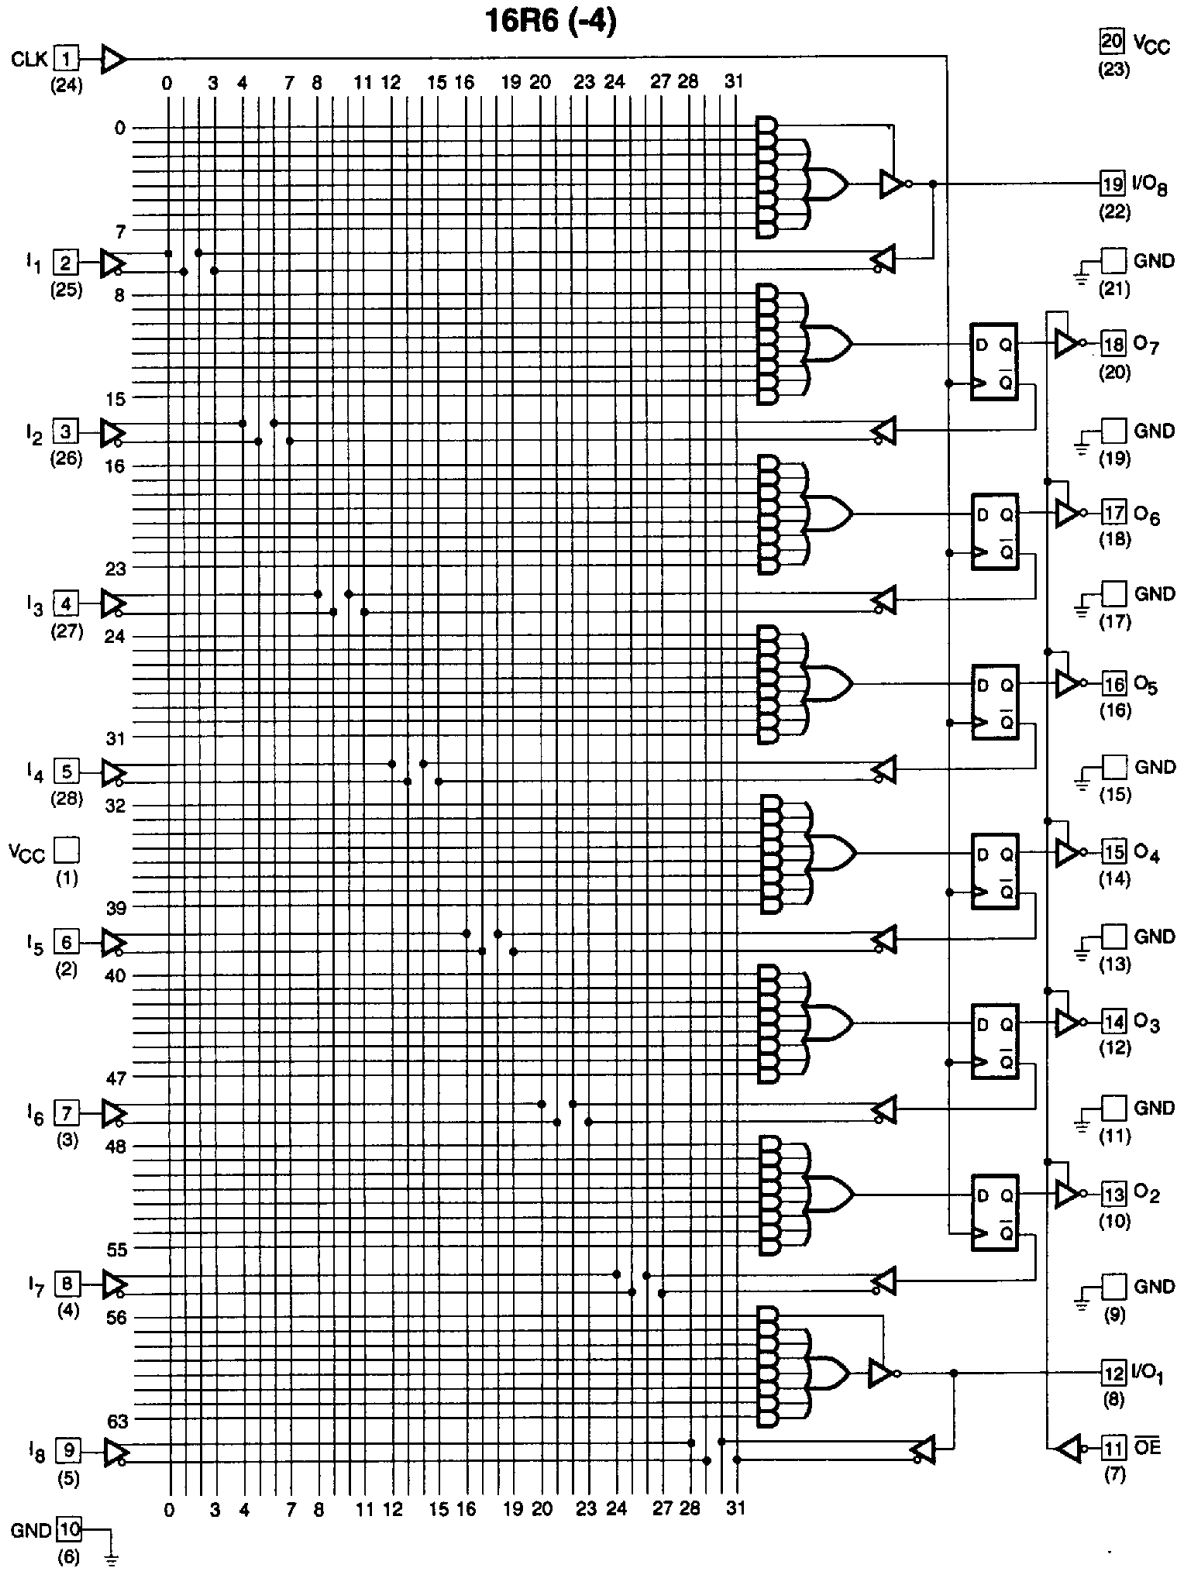 16R6 (-4)
CLK 1
(24)
20 VCC
(23)
0 3 4 7 8 11 12 15 16 19 20 23 24 27 28 31
0
7
19 I/O8
(22)
I1 2
(25)
GND
(21)
8
15
D Q
Q̅
18 O7
(20)
I2 3
(26)
GND
(19)
16
23
D Q
Q̅
17 O6
(18)
I3 4
(27)
GND
(17)
24
31
D Q
Q̅
16 O5
(16)
I4 5
(28)
GND
(15)
32
39
VCC
(1)
D Q
Q̅
15 O4
(14)
I5 6
(2)
GND
(13)
40
47
D Q
Q̅
14 O3
(12)
I6 7
(3)
GND
(11)
48
55
D Q
Q̅
13 O2
(10)
I7 8
(4)
GND
(9)
56
63
12 I/O1
(8)
I8 9
(5)
11 O̅E̅
(7)
0 3 4 7 8 11 12 15 16 19 20 23 24 27 28 31
GND 10
(6)